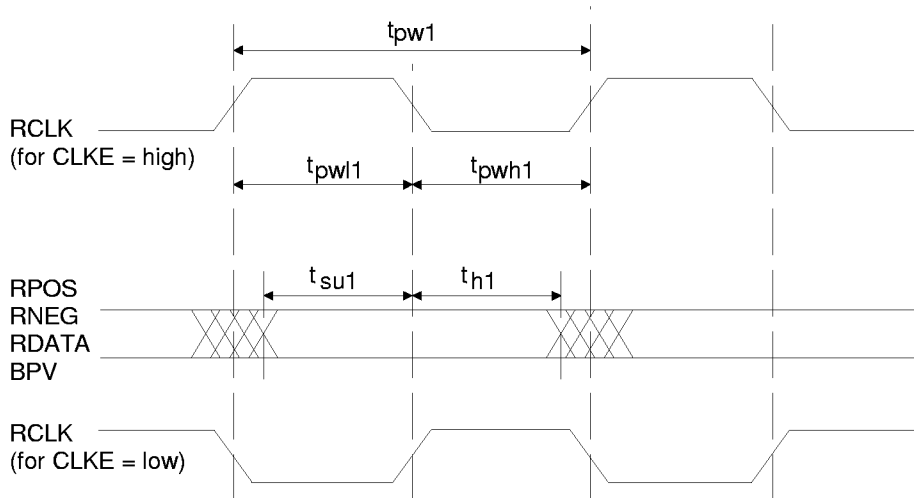 tpw1
RCLK
(for CLKE = high)
tpwl1 tpwh1
tsu1 th1
RPOS
RNEG
RDATA
BPV
RCLK
(for CLKE = low)